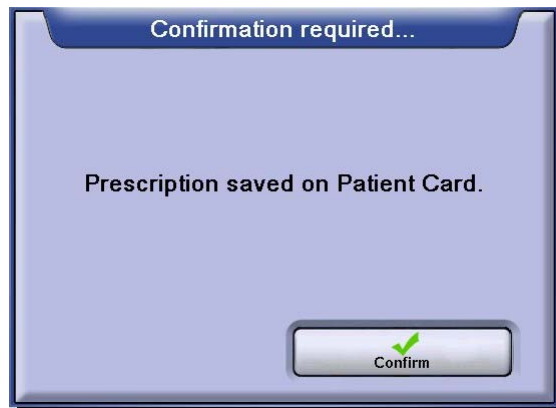 Confirmation required...
Prescription saved on Patient Card.
Confirm